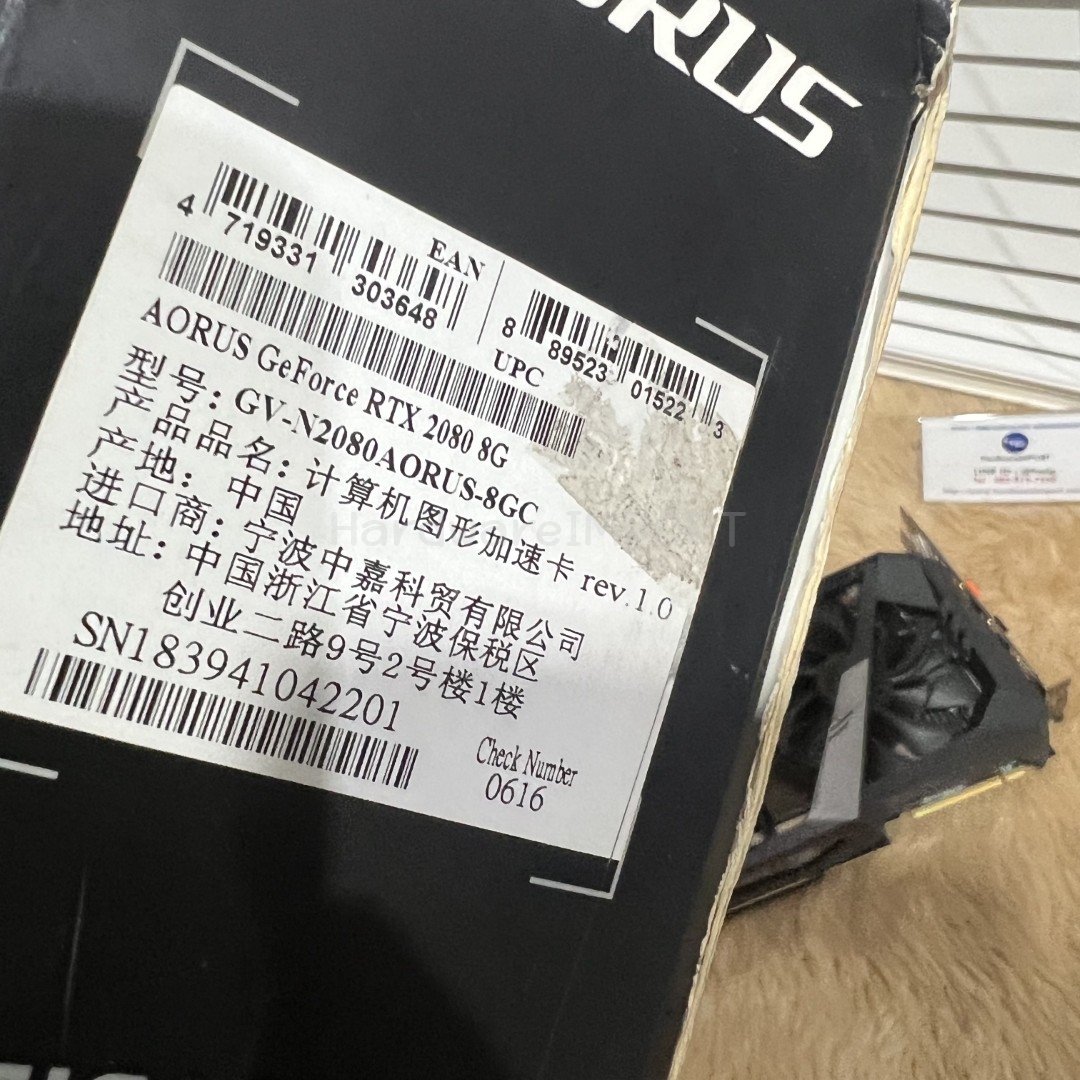 AORUS
EAN
4 719331 303648
UPC
8 89523 01522 3
AORUS GeForce RTX 2080 8G
型号: GV-N2080AORUS-8GC
产品品名: 计算机图形加速卡 rev.1.0
产地: 中国
进口商: 宁波中嘉科贸有限公司
地址: 中国浙江省宁波保税区
创业二路9号2号楼1楼
SN183941042201
Check Number
0616